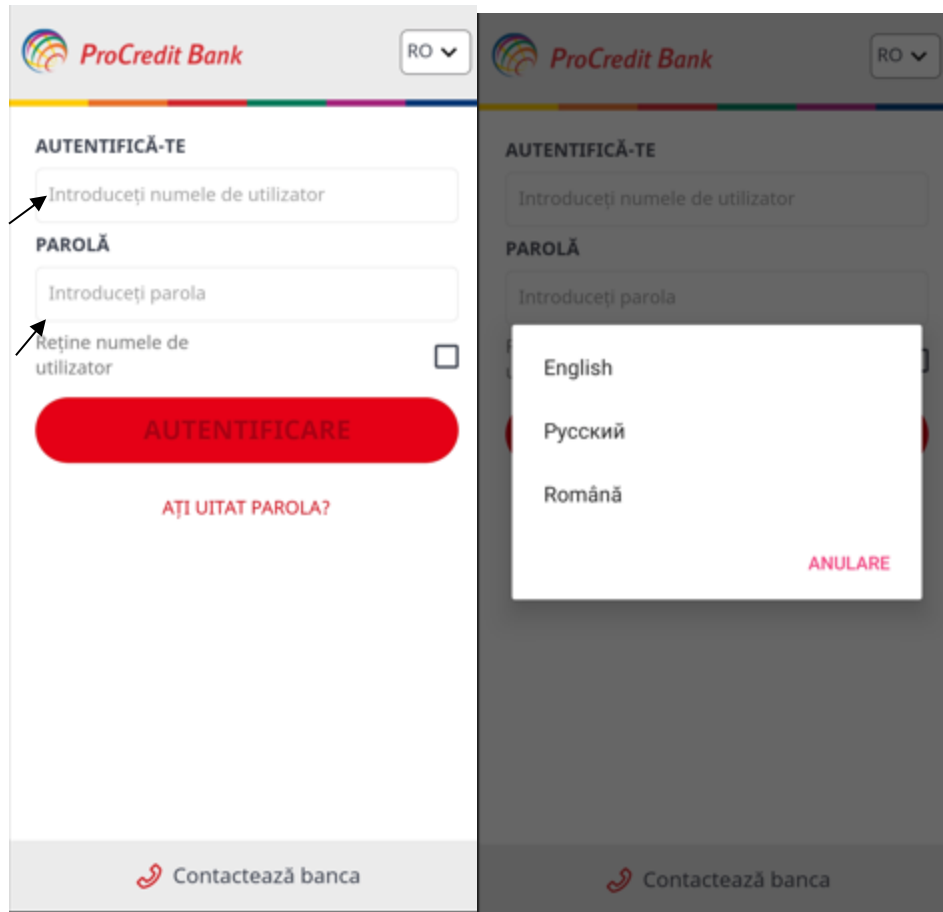 ProCredit Bank
RO
AUTENTIFICĂ-TE
Introduceți numele de utilizator
PAROLĂ
Introduceți parola
Reține numele de
utilizator
AUTENTIFICARE
AȚI UITAT PAROLA?
Contactează banca
ProCredit Bank
RO
AUTENTIFICĂ-TE
Introduceți numele de utilizator
PAROLĂ
Introduceți parola
English
Русский
Română
ANULARE
Contactează banca